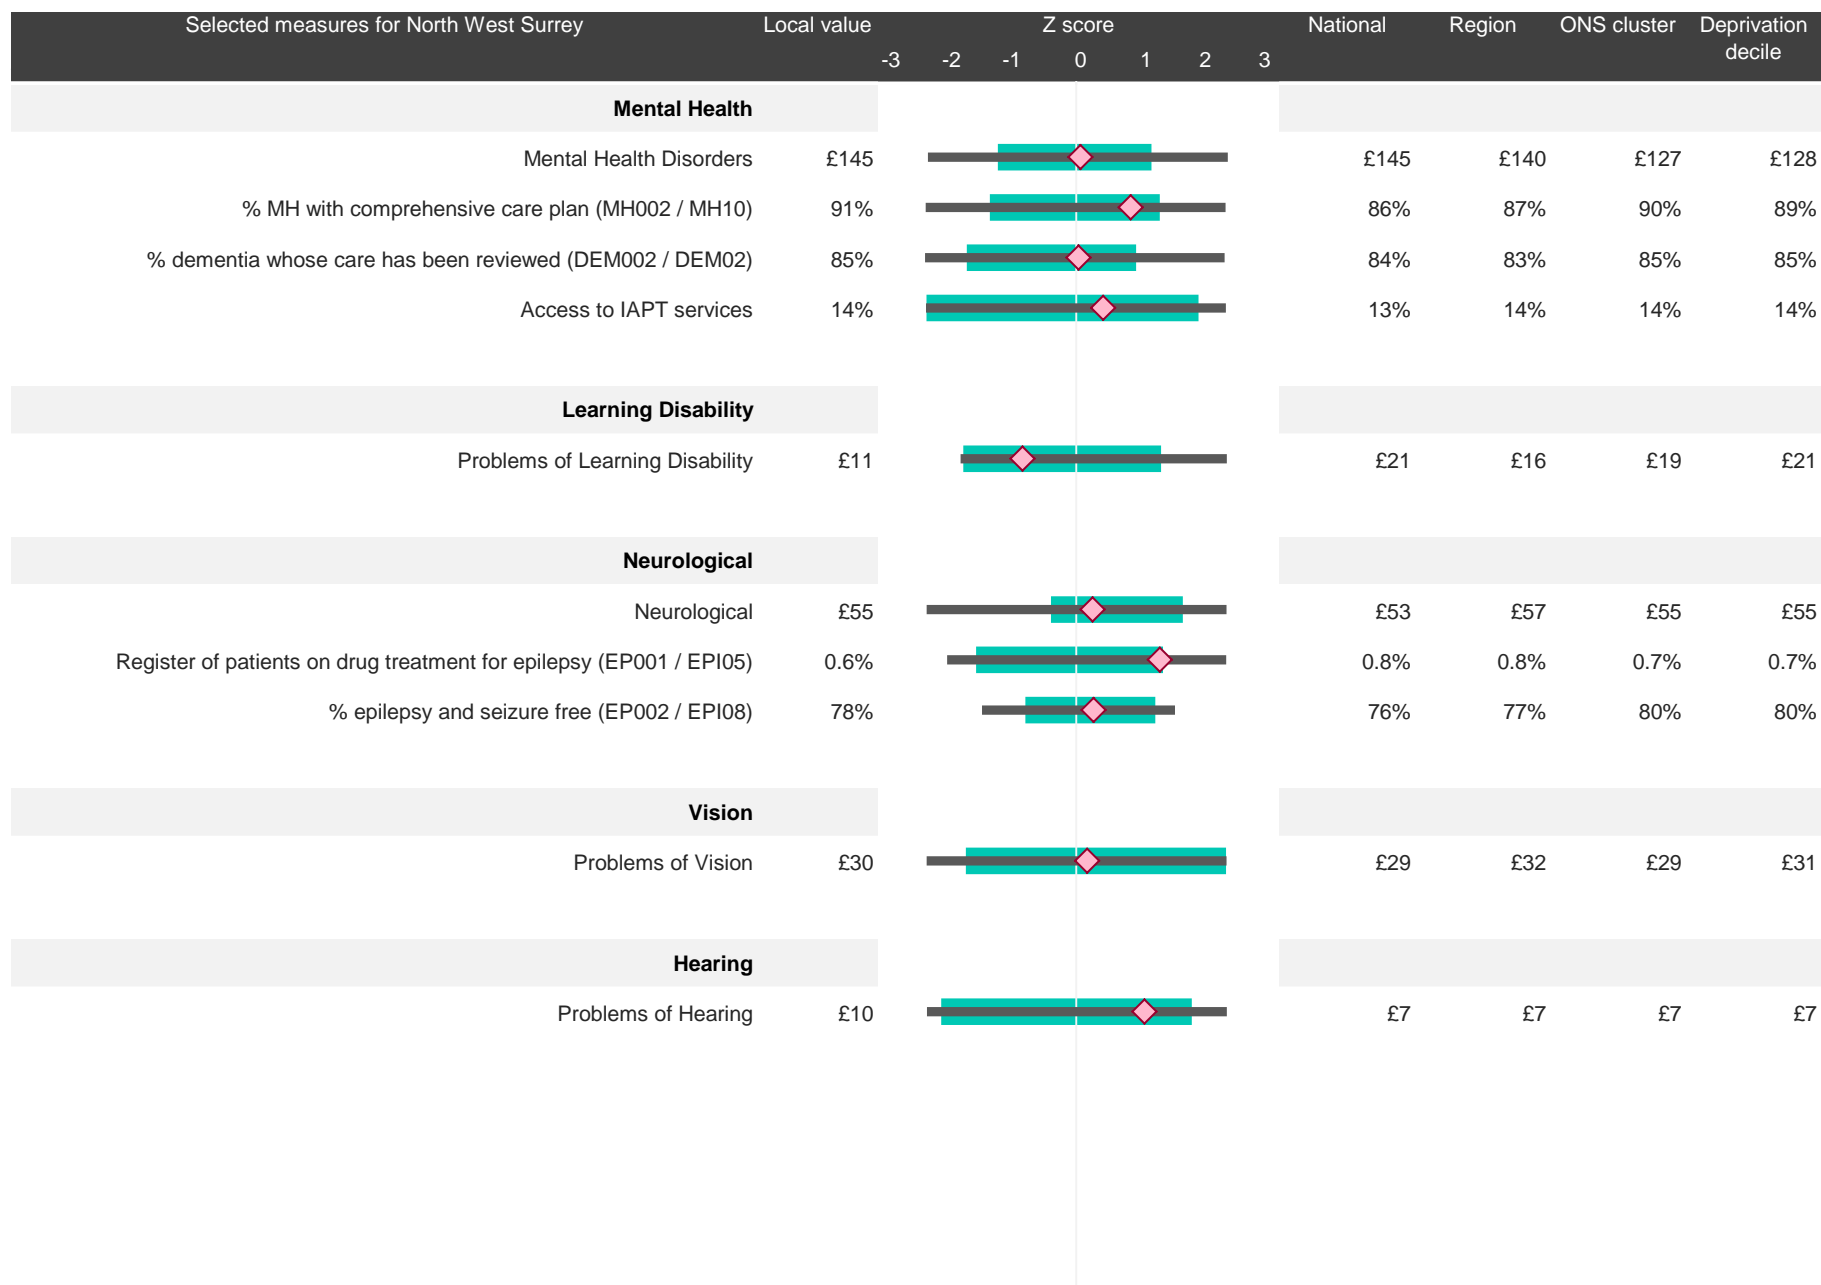 Selected measures for North West Surrey Local value Z score National Region ONS cluster Deprivation decile
-3 -2 -1 0 1 2 3
Mental Health
Mental Health Disorders £145 £145 £140 £127 £128
% MH with comprehensive care plan (MH002 / MH10) 91% 86% 87% 90% 89%
% dementia whose care has been reviewed (DEM002 / DEM02) 85% 84% 83% 85% 85%
Access to IAPT services 14% 13% 14% 14% 14%
Learning Disability
Problems of Learning Disability £11 £21 £16 £19 £21
Neurological
Neurological £55 £53 £57 £55 £55
Register of patients on drug treatment for epilepsy (EP001 / EPI05) 0.6% 0.8% 0.8% 0.7% 0.7%
% epilepsy and seizure free (EP002 / EPI08) 78% 76% 77% 80% 80%
Vision
Problems of Vision £30 £29 £32 £29 £31
Hearing
Problems of Hearing £10 £7 £7 £7 £7